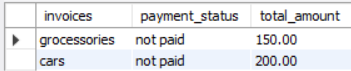 invoices payment_status total_amount
grocessories not paid 150.00
cars not paid 200.00